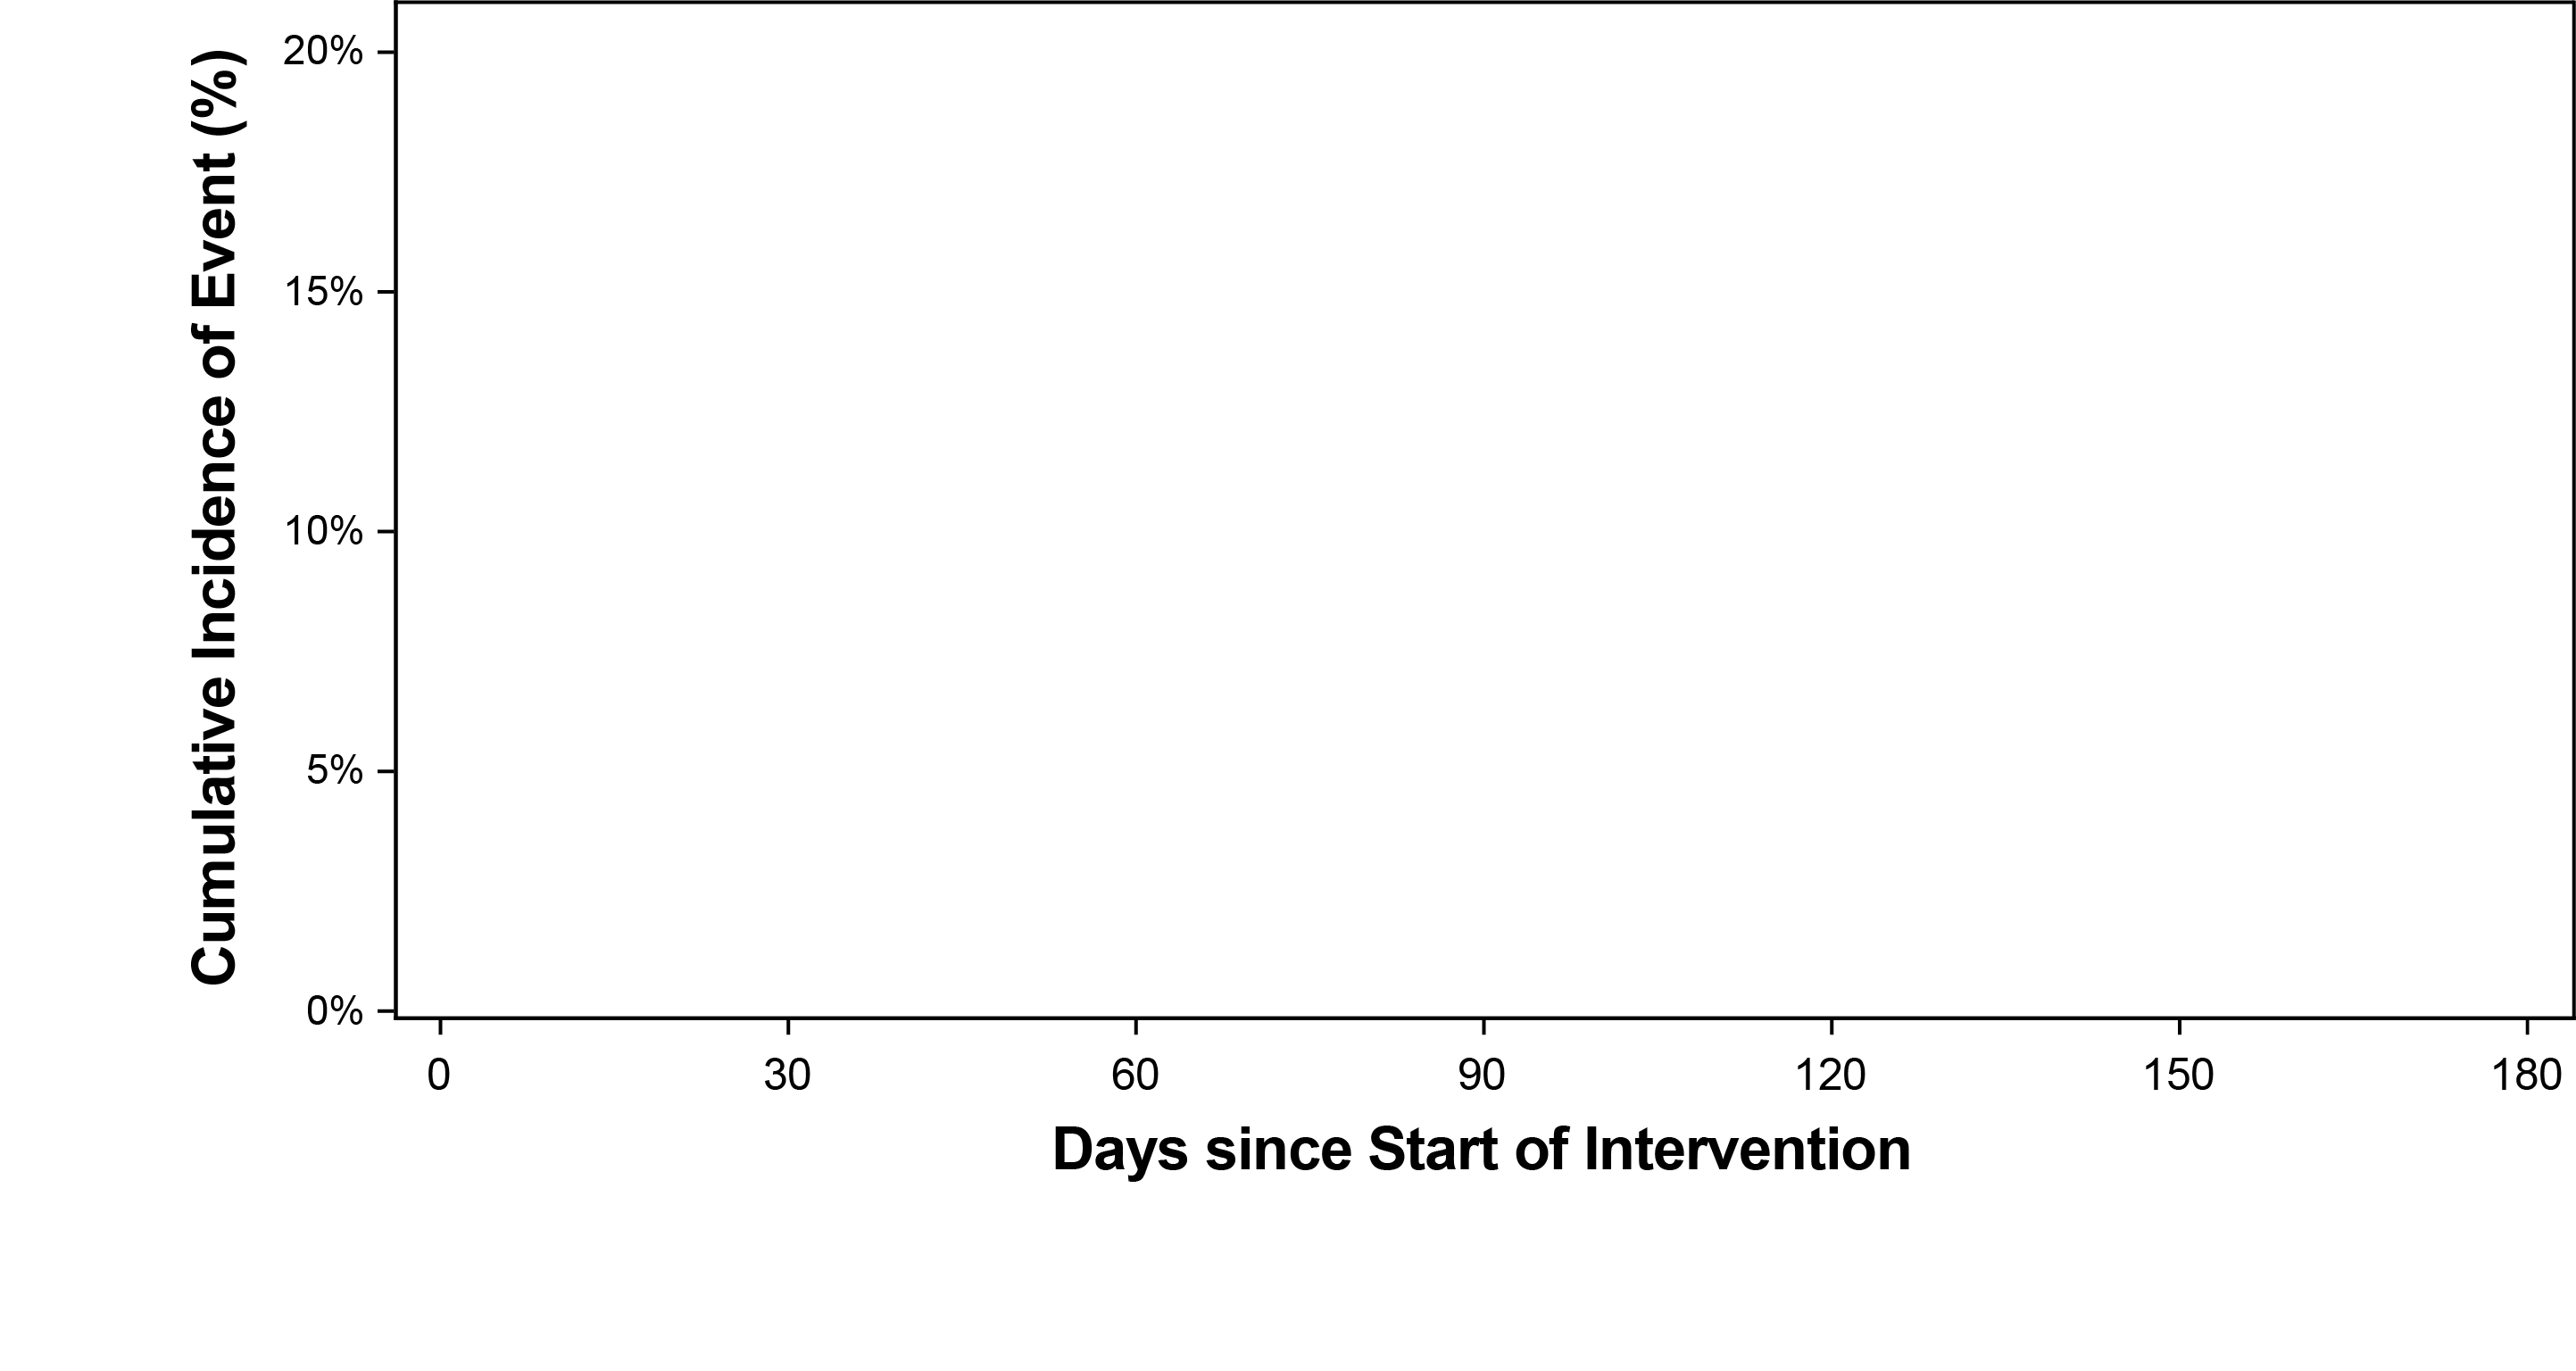 Cumulative Incidence of Event (%)
20%
15%
10%
5%
0%
0 30 60 90 120 150 180
Days since Start of Intervention